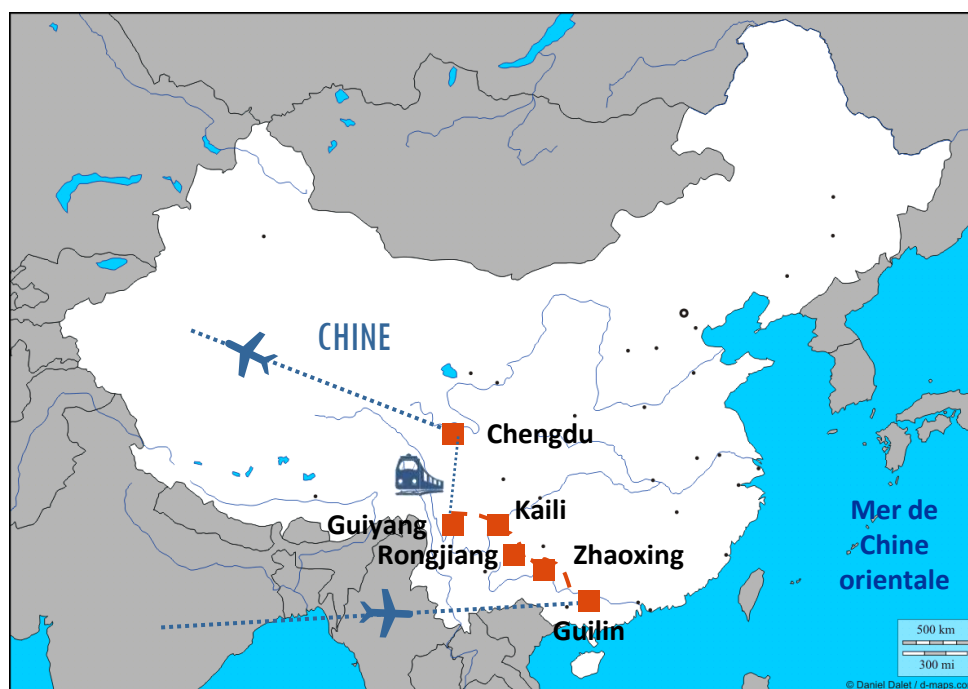 CHINE
Chengdu
Guiyang
Kaili
Rongjiang
Zhaoxing
Guilin
Mer de
Chine
orientale
500 km
300 mi
© Daniel Dalet / d-maps.com